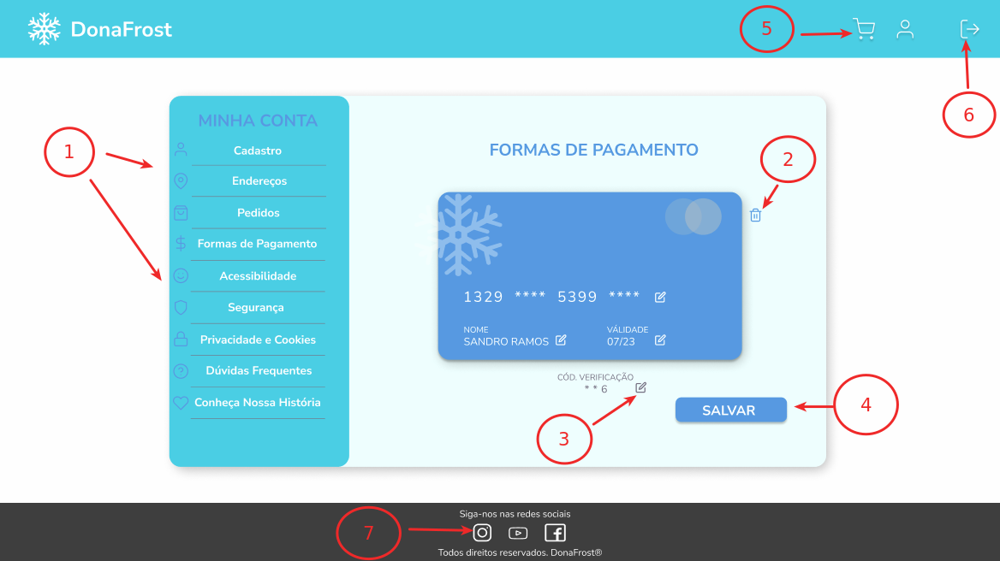 DonaFrost
5
6
1
MINHA CONTA
Cadastro
Endereços
Pedidos
Formas de Pagamento
Acessibilidade
Segurança
Privacidade e Cookies
Dúvidas Frequentes
Conheça Nossa História
FORMAS DE PAGAMENTO
2
1329 **** 5399 ****
NOME VÁLIDADE
SANDRO RAMOS 07/23
CÓD. VERIFICAÇÃO
* * 6
3
SALVAR
4
7
Siga-nos nas redes sociais
Todos direitos reservados. DonaFrost®